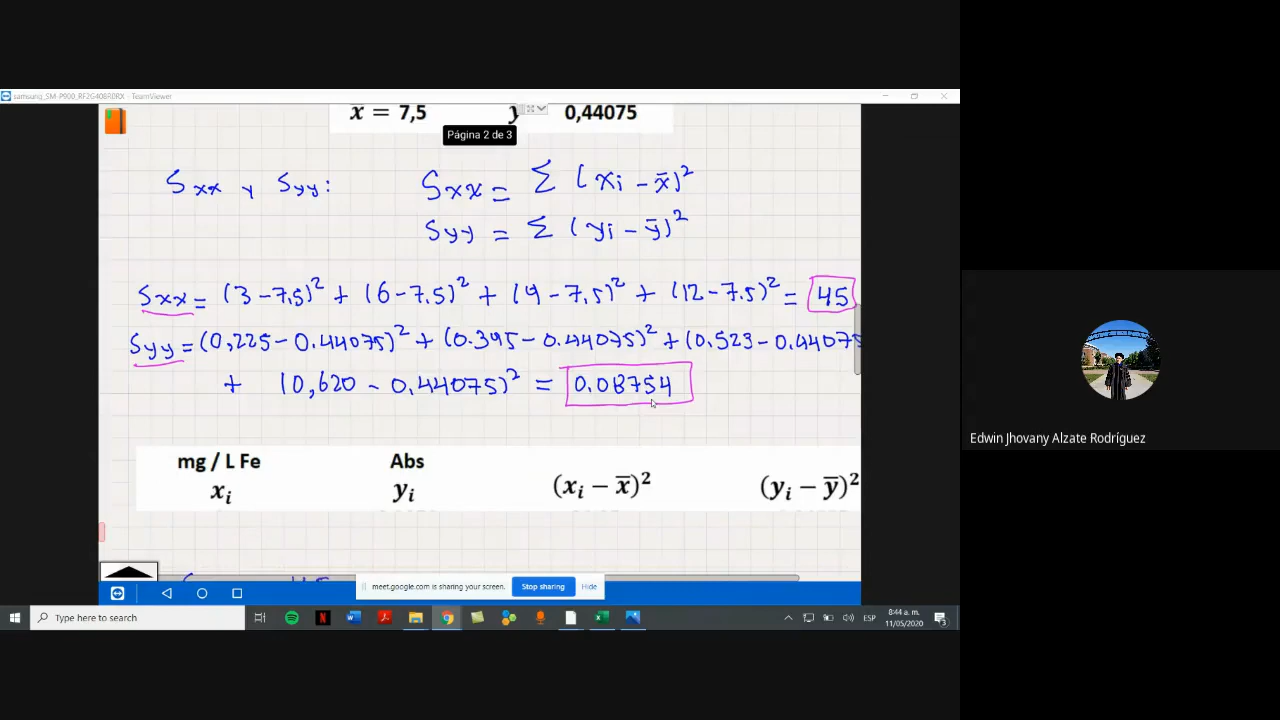 samsung_SM-P900_RF2G40BR0RX - TeamViewer
x̄ = 7,5 y 0,44075
Página 2 de 3
Sxx y Syy: Sxx = Σ (xi - x̄)²
Syy = Σ (yi - ȳ)²
Sxx = (3 - 7,5)² + (6 - 7.5)² + (9 - 7,5)² + (12 - 7.5)² = 45
Syy = (0,225 - 0.44075)² + (0.395 - 0.44075)² + (0.523 - 0.44075
+ (0,620 - 0.44075)² = 0.08754
mg / L Fe Abs
xᵢ yᵢ (xᵢ − x̄)² (yᵢ − ȳ)²
meet.google.com is sharing your screen. Stop sharing Hide
Type here to search
ESP
8:44 a. m.
11/05/2020
Edwin Jhovany Alzate Rodríguez